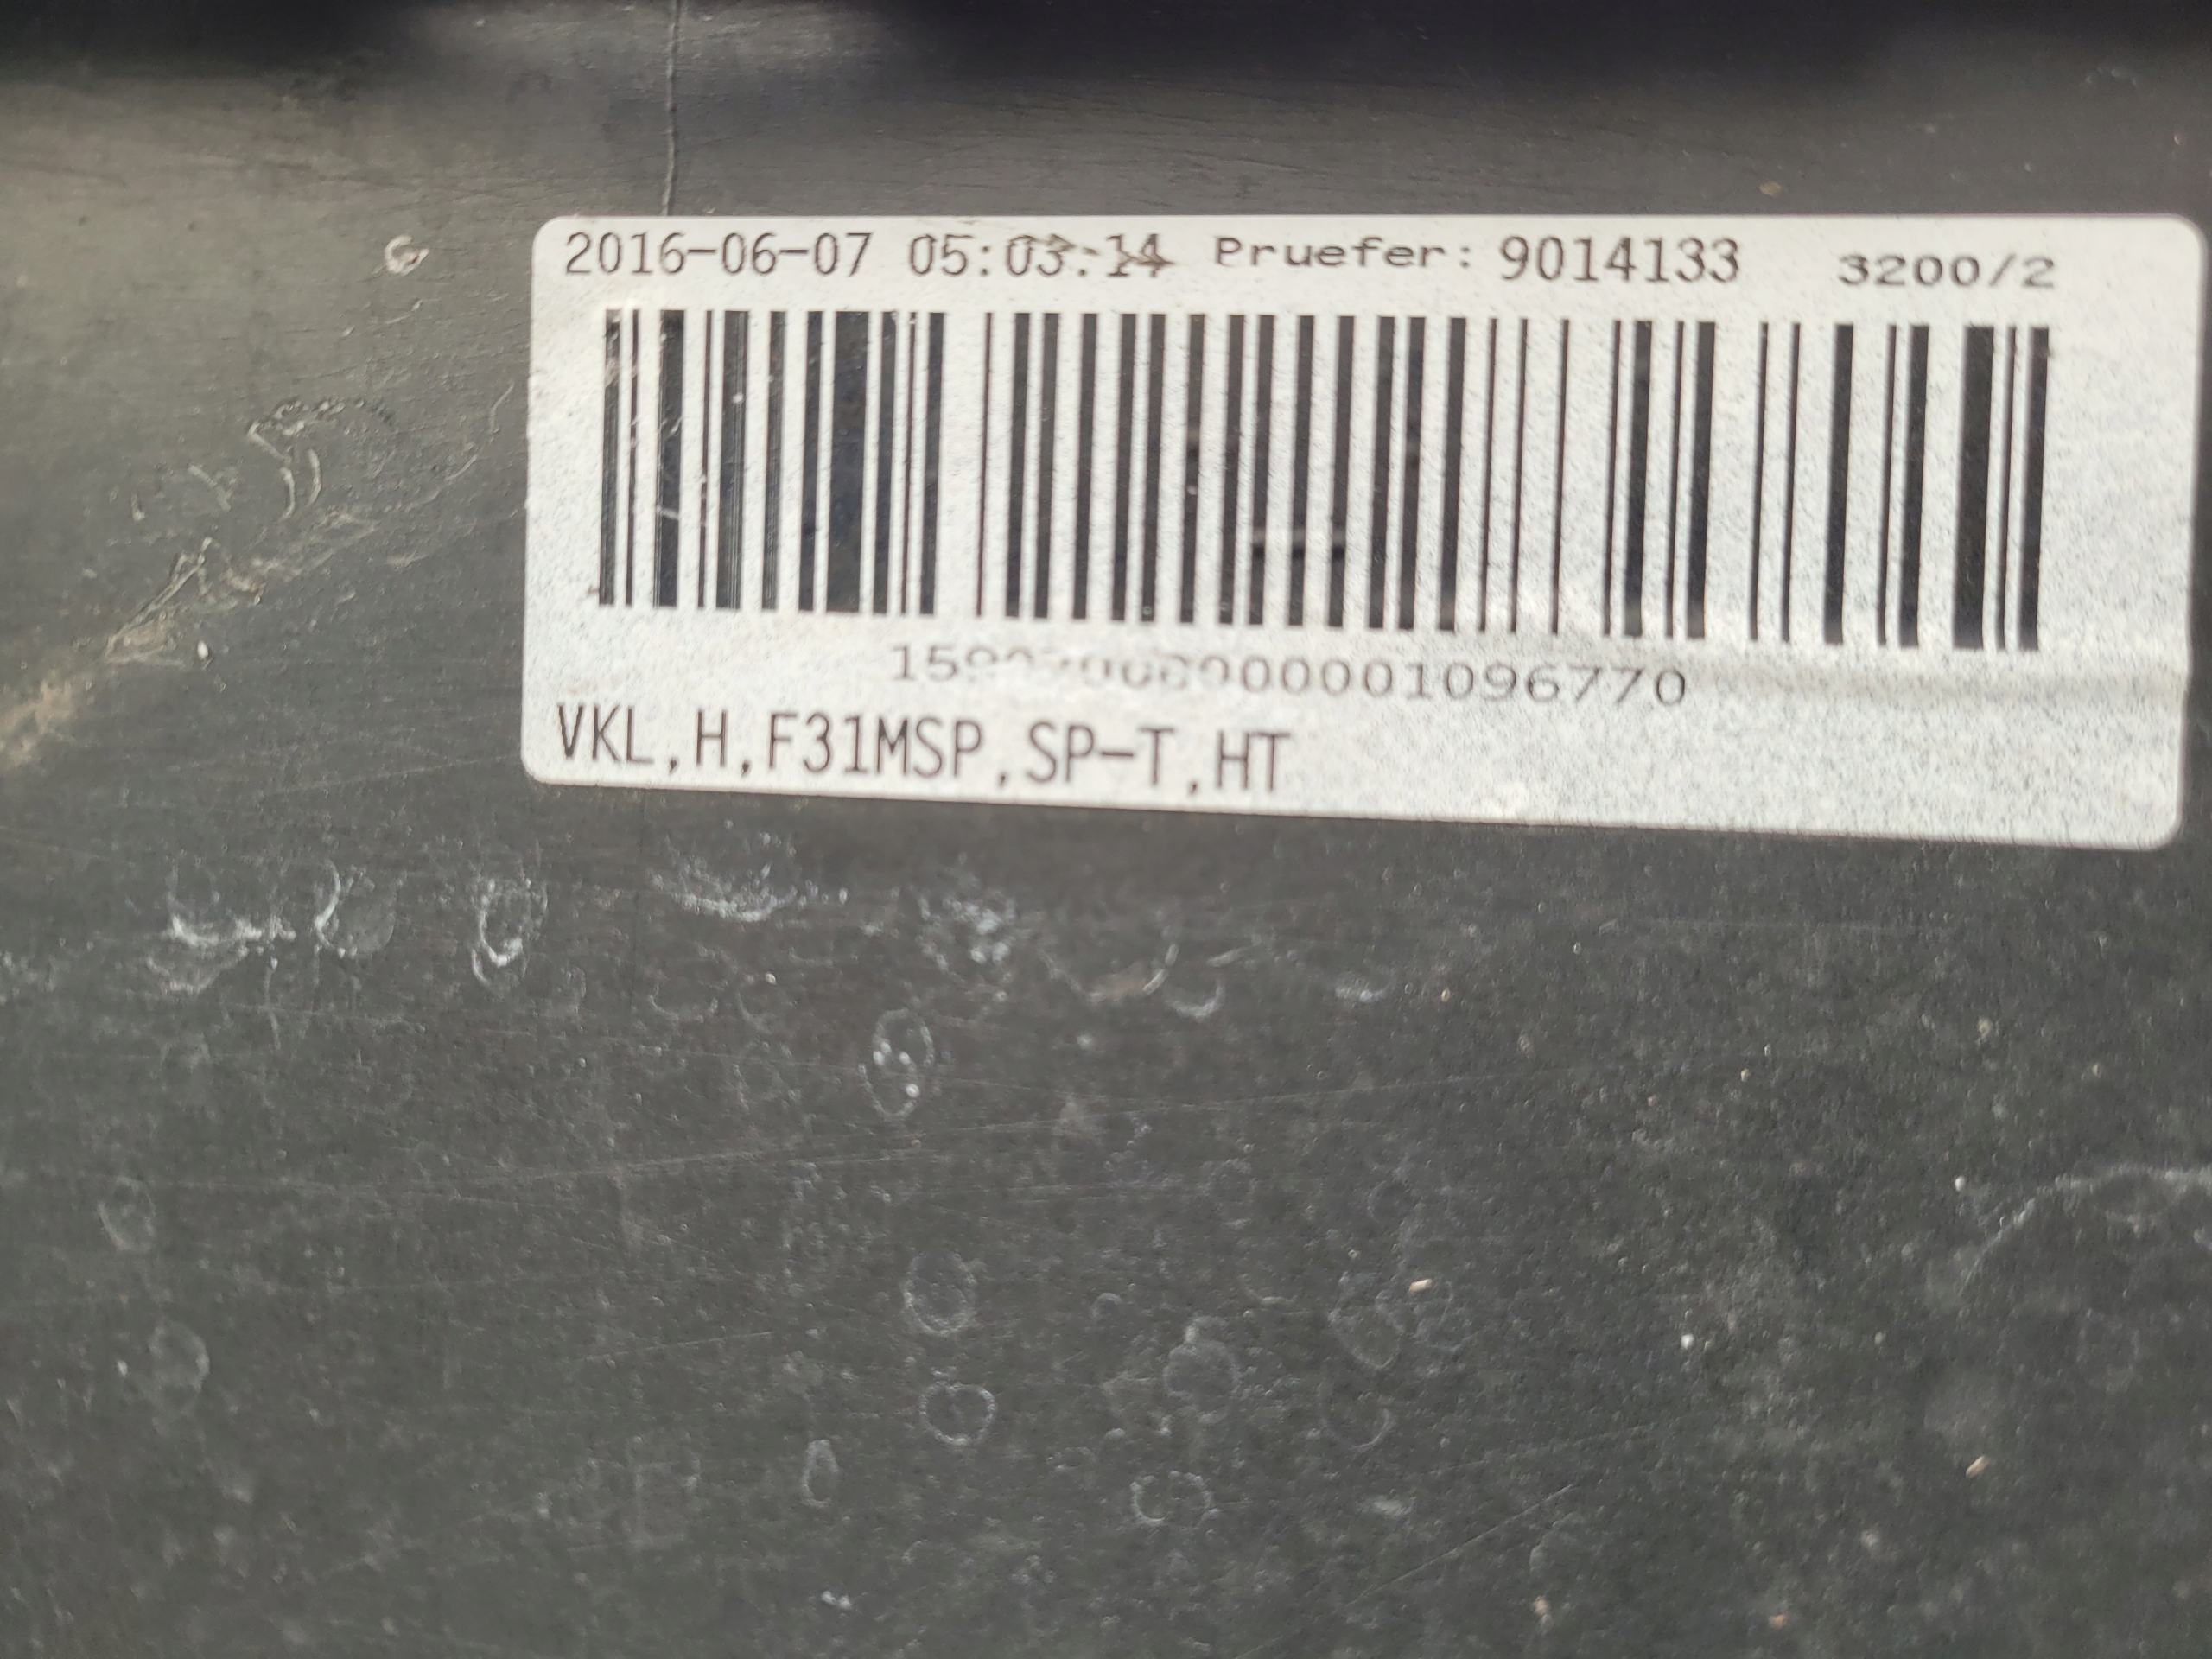 2016-06-07 05:03:14 Pruefer: 9014133 3200/2
VKL,H,F31MSP,SP-T,HT